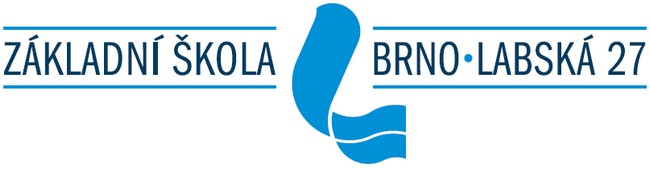 ZÁKLADNÍ ŠKOLA BRNO•LABSKÁ 27